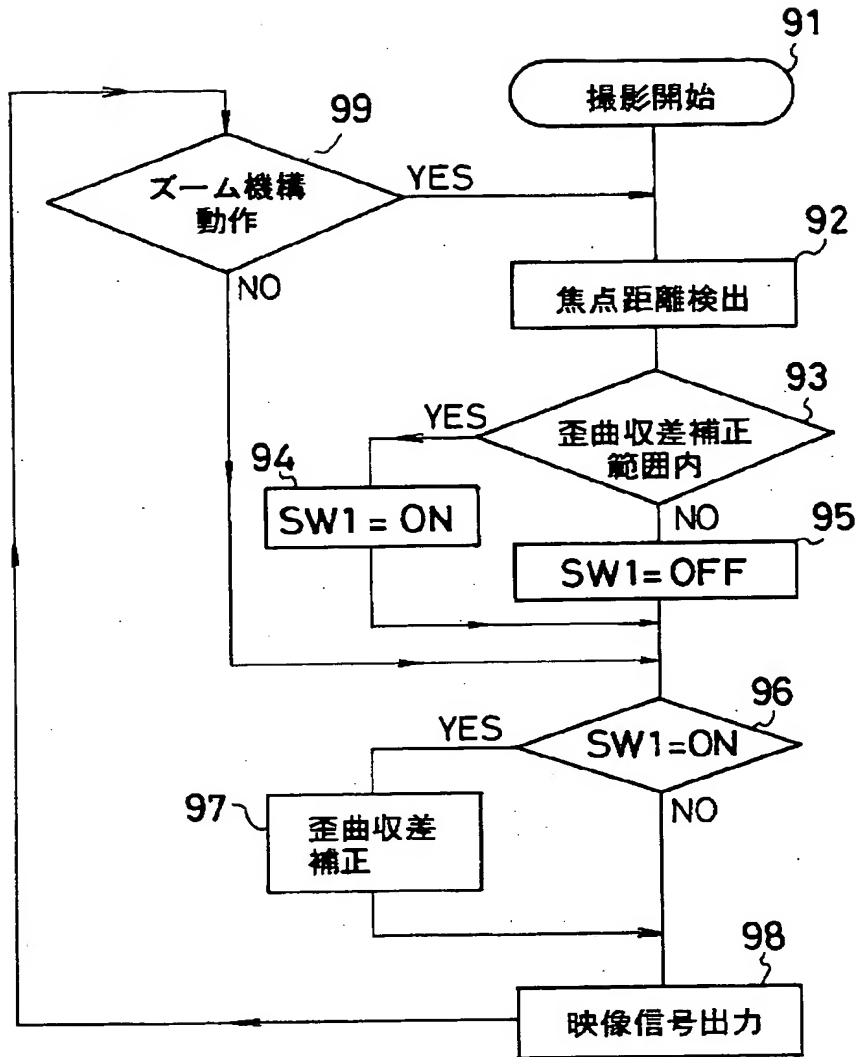 91
撮影開始
99
ズーム機構
動作
YES
NO
92
焦点距離検出
93
歪曲収差補正
範囲内
YES
NO
94
SW1=ON
95
SW1=OFF
96
SW1=ON
YES
NO
97
歪曲収差
補正
98
映像信号出力